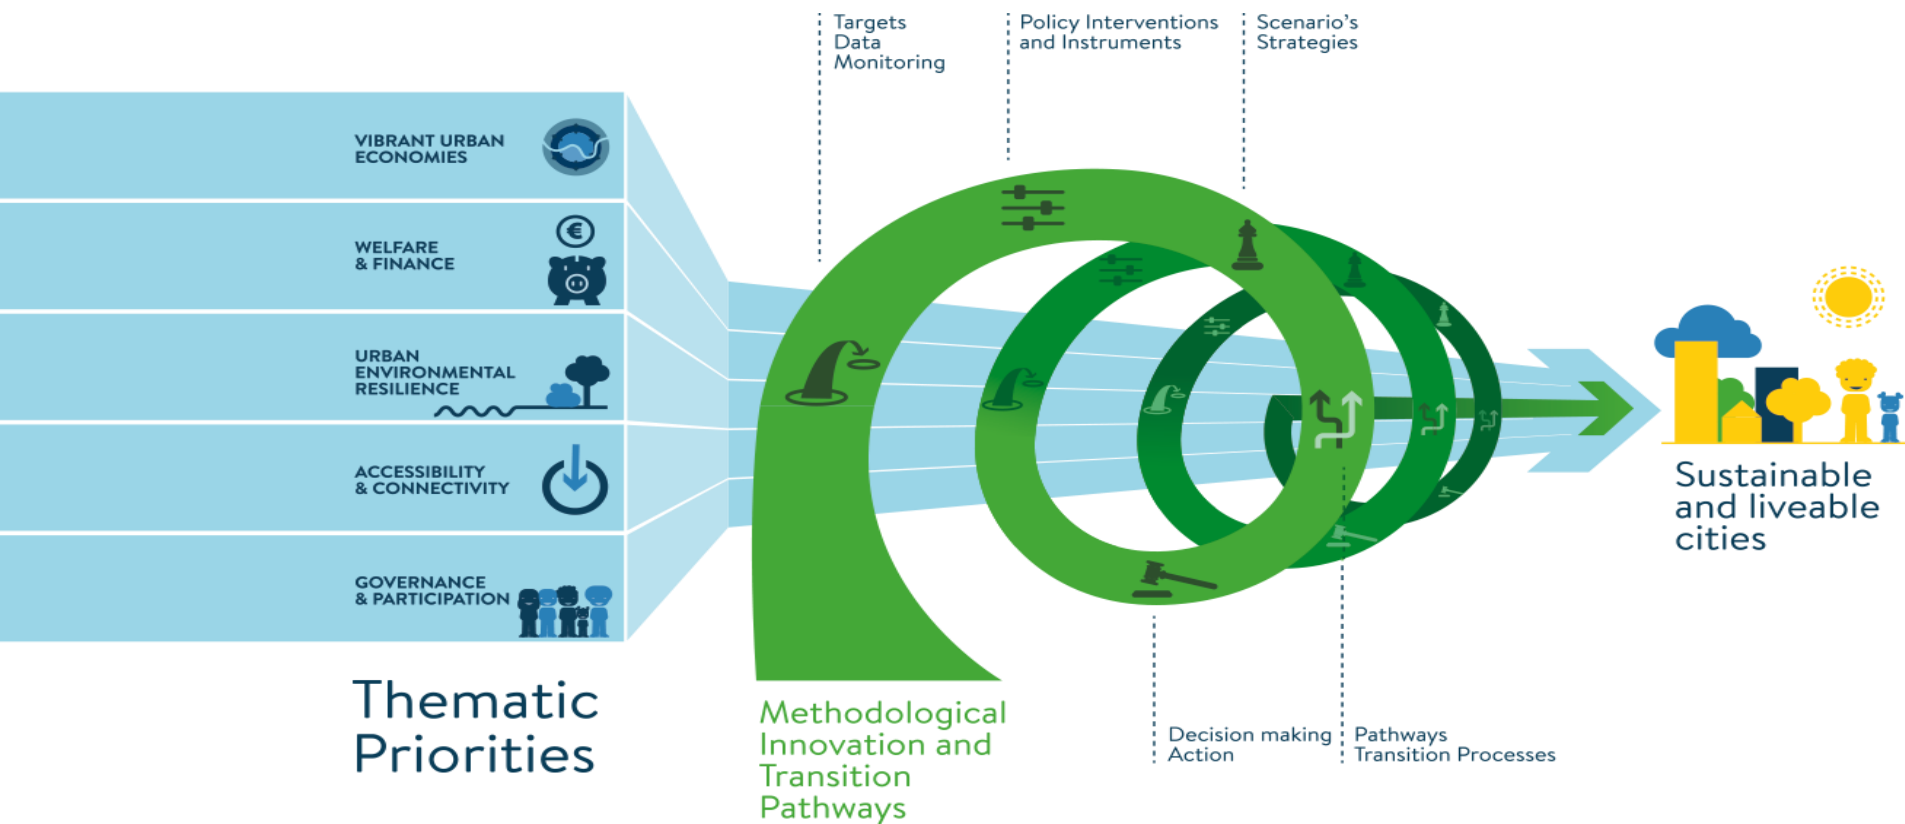 Targets
Data
Monitoring
Policy Interventions
and Instruments
Scenario's
Strategies
VIBRANT URBAN
ECONOMIES
WELFARE
& FINANCE
€
URBAN
ENVIRONMENTAL
RESILIENCE
ACCESSIBILITY
& CONNECTIVITY
GOVERNANCE
& PARTICIPATION
Thematic
Priorities
Methodological
Innovation and
Transition
Pathways
Decision making
Action
Pathways
Transition Processes
Sustainable
and liveable
cities